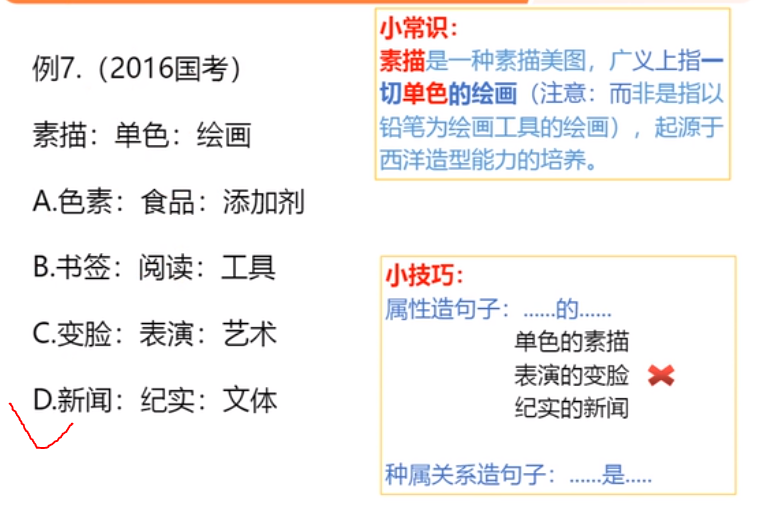 例7.（2016国考）
素描：单色：绘画
A.色素：食品：添加剂
B.书签：阅读：工具
C.变脸：表演：艺术
D.新闻：纪实：文体
小常识：
素描是一种素描美图，广义上指一
切单色的绘画（注意：而非是指以
铅笔为绘画工具的绘画），起源于
西洋造型能力的培养。
小技巧：
属性造句子：......的......
单色的素描
表演的变脸
纪实的新闻
种属关系造句子：......是.....